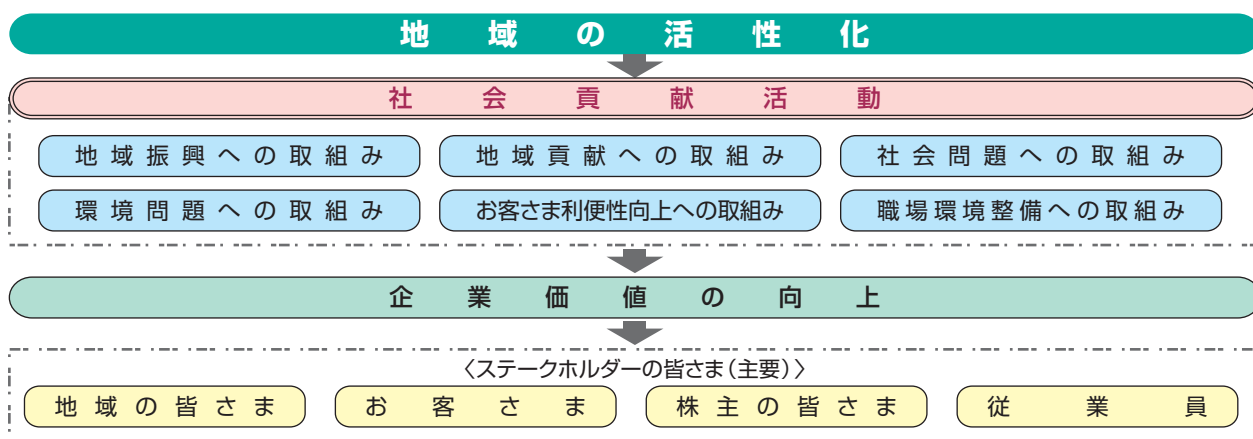 地域の活性化
社会貢献活動
地域振興への取組み
地域貢献への取組み
社会問題への取組み
環境問題への取組み
お客さま利便性向上への取組み
職場環境整備への取組み
企業価値の向上
〈ステークホルダーの皆さま（主要）〉
地域の皆さま
お客さま
株主の皆さま
従業員